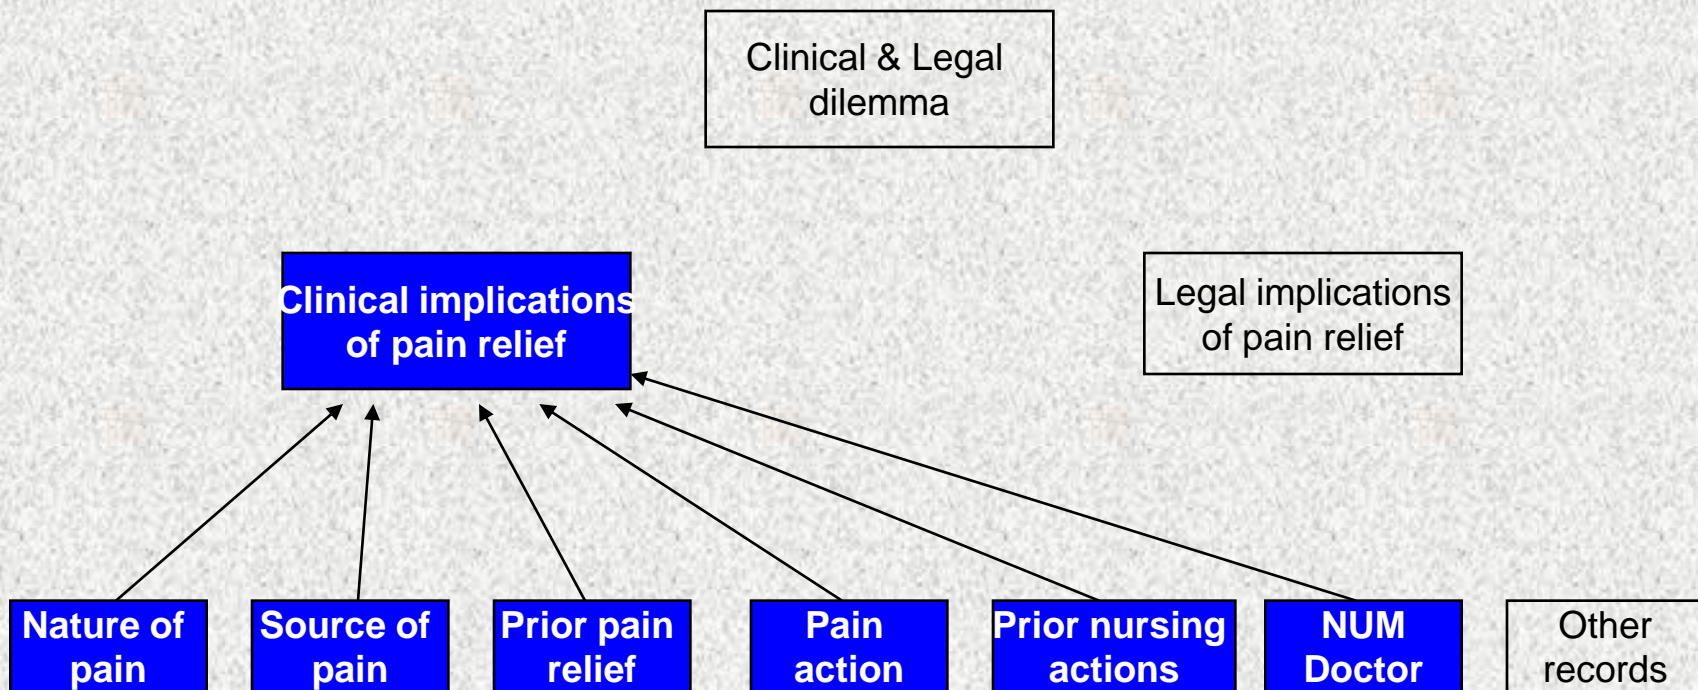 Clinical & Legal
dilemma
Clinical implications
of pain relief
Legal implications
of pain relief
Nature of
pain
Source of
pain
Prior pain
relief
Pain
action
Prior nursing
actions
NUM
Doctor
Other
records